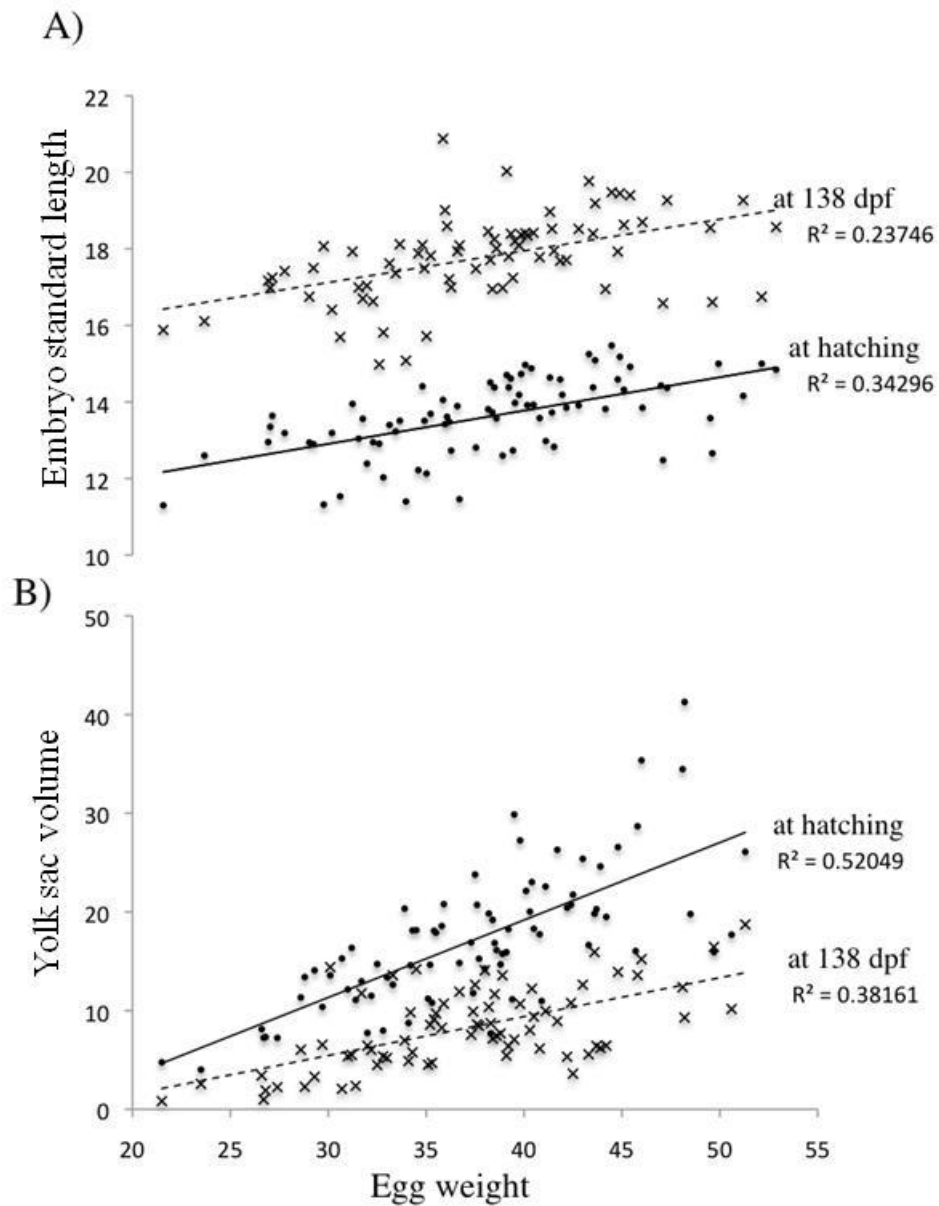 A)
22
20
18
16
14
12
10
Embryo standard length
at 138 dpf
R² = 0.23746
at hatching
R² = 0.34296
B)
50
40
30
20
10
0
Yolk sac volume
at hatching
R² = 0.52049
at 138 dpf
R² = 0.38161
20 25 30 35 40 45 50 55
Egg weight